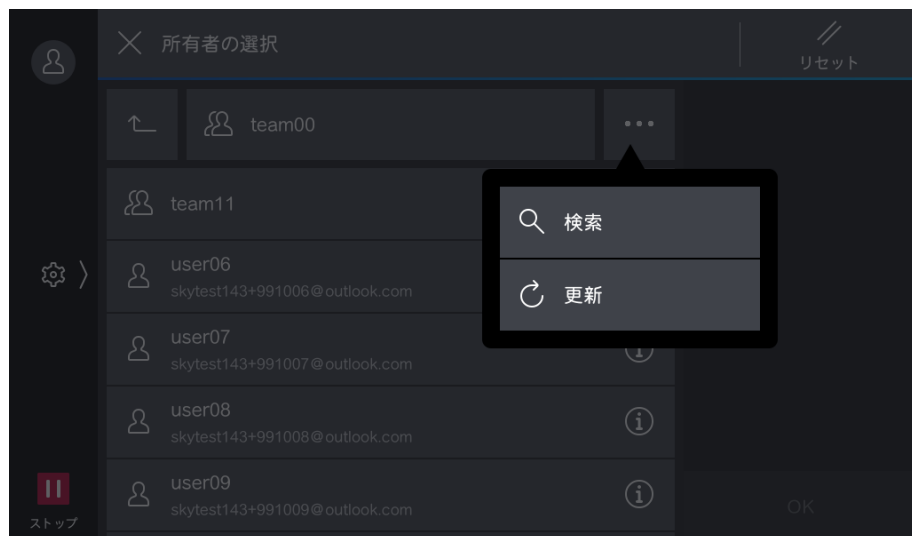 所有者の選択
リセット
team00
team11
検索
user06
skytest143+991006@outlook.com
更新
user07
skytest143+991007@outlook.com
user08
skytest143+991008@outlook.com
user09
skytest143+991009@outlook.com
OK
ストップ